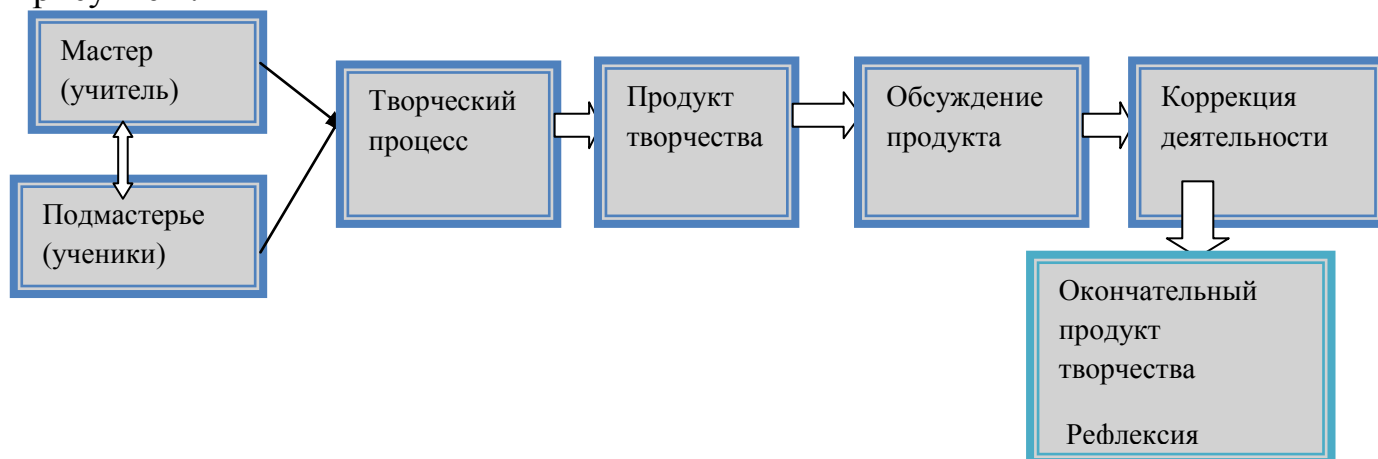 Мастер
(учитель)
Подмастерье
(ученики)
Творческий
процесс
Продукт
творчества
Обсуждение
продукта
Коррекция
деятельности
Окончательный
продукт
творчества
Рефлексия